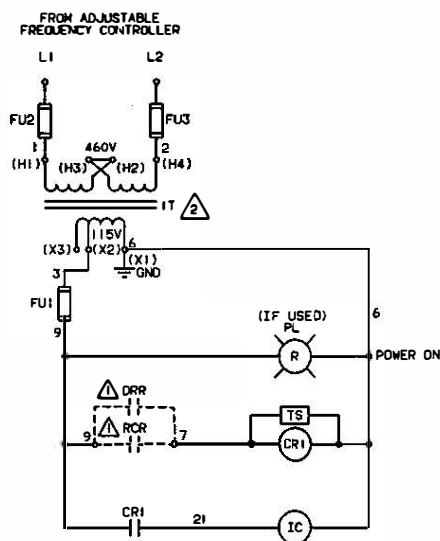 FROM ADJUSTABLE
FREQUENCY CONTROLLER
L1 L2
FU2 FU3
1 2
460V
(H1) (H3) (H2) (H4)
1T 2
115V
(X3) (X2) 6
(X1)
3 GND
FU1
(IF USED) 6
9 PL
R POWER ON
1 DRR
TS
1 RCR
9 7 CR1
CR1 21 IC